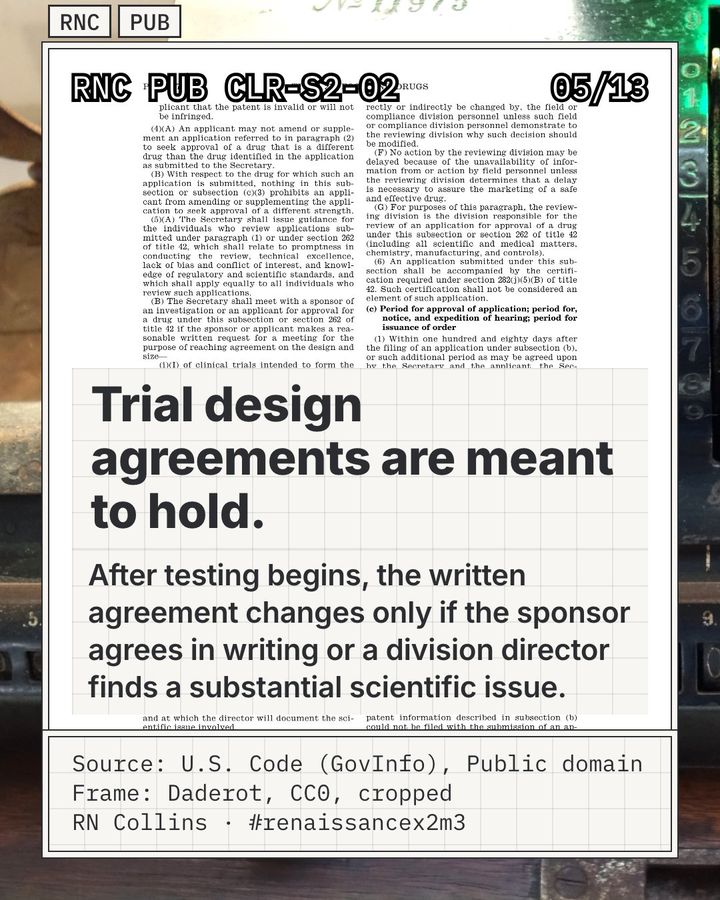 Nº 11975
RNC PUB
RNC PUB CLR-S2-02 05/13
DRUGS
plicant that the patent is invalid or will not
be infringed.
(4)(A) An applicant may not amend or supple-
ment an application referred to in paragraph (2)
to seek approval of a drug that is a different
drug than the drug identified in the application
as submitted to the Secretary.
(B) With respect to the drug for which such an
application is submitted, nothing in this sub-
section or subsection (c)(3) prohibits an appli-
cant from amending or supplementing the appli-
cation to seek approval of a different strength.
(5)(A) The Secretary shall issue guidance for
the individuals who review applications sub-
mitted under paragraph (1) or under section 262
of title 42, which shall relate to promptness in
conducting the review, technical excellence,
lack of bias and conflict of interest, and knowl-
edge of regulatory and scientific standards, and
which shall apply equally to all individuals who
review such applications.
(B) The Secretary shall meet with a sponsor of
an investigation or an applicant for approval for
a drug under this subsection or section 262 of
title 42 if the sponsor or applicant makes a rea-
sonable written request for a meeting for the
purpose of reaching agreement on the design and
size—
(i)(I) of clinical trials intended to form the
rectly or indirectly be changed by, the field or
compliance division personnel unless such field
or compliance division personnel demonstrate to
the reviewing division why such decision should
be modified.
(F) No action by the reviewing division may be
delayed because of the unavailability of infor-
mation from or action by field personnel unless
the reviewing division determines that a delay
is necessary to assure the marketing of a safe
and effective drug.
(G) For purposes of this paragraph, the review-
ing division is the division responsible for the
review of an application for approval of a drug
under this subsection or section 262 of title 42
(including all scientific and medical matters,
chemistry, manufacturing, and controls).
(6) An application submitted under this sub-
section shall be accompanied by the certifi-
cation required under section 282(j)(5)(B) of title
42. Such certification shall not be considered an
element of such application.
(c) Period for approval of application; period for,
notice, and expedition of hearing; period for
issuance of order
(1) Within one hundred and eighty days after
the filing of an application under subsection (b),
or such additional period as may be agreed upon
by the Secretary and the applicant, the Sec-
Trial design
agreements are meant
to hold.
After testing begins, the written
agreement changes only if the sponsor
agrees in writing or a division director
finds a substantial scientific issue.
and at which the director will document the sci-
entific issue involved
patent information described in subsection (b)
could not be filed with the submission of an ap-
Source: U.S. Code (GovInfo), Public domain
Frame: Daderot, CC0, cropped
RN Collins · #renaissancex2m3